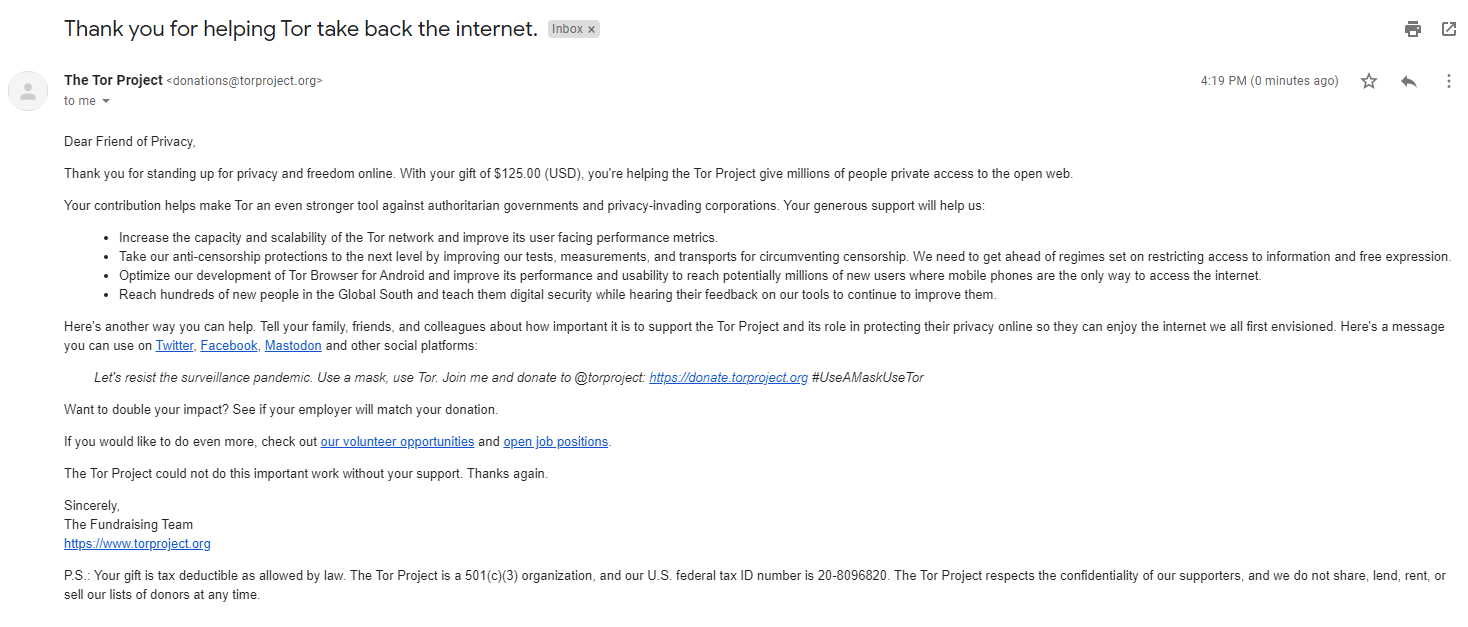 Thank you for helping Tor take back the internet. Inbox x
The Tor Project <donations@torproject.org> 4:19 PM (0 minutes ago)
to me
Dear Friend of Privacy,
Thank you for standing up for privacy and freedom online. With your gift of $125.00 (USD), you're helping the Tor Project give millions of people private access to the open web.
Your contribution helps make Tor an even stronger tool against authoritarian governments and privacy-invading corporations. Your generous support will help us:
• Increase the capacity and scalability of the Tor network and improve its user facing performance metrics.
• Take our anti-censorship protections to the next level by improving our tests, measurements, and transports for circumventing censorship. We need to get ahead of regimes set on restricting access to information and free expression.
• Optimize our development of Tor Browser for Android and improve its performance and usability to reach potentially millions of new users where mobile phones are the only way to access the internet.
• Reach hundreds of new people in the Global South and teach them digital security while hearing their feedback on our tools to continue to improve them.
Here's another way you can help. Tell your family, friends, and colleagues about how important it is to support the Tor Project and its role in protecting their privacy online so they can enjoy the internet we all first envisioned. Here's a message
you can use on Twitter, Facebook, Mastodon and other social platforms:
Let's resist the surveillance pandemic. Use a mask, use Tor. Join me and donate to @torproject: https://donate.torproject.org #UseAMaskUseTor
Want to double your impact? See if your employer will match your donation.
If you would like to do even more, check out our volunteer opportunities and open job positions.
The Tor Project could not do this important work without your support. Thanks again.
Sincerely,
The Fundraising Team
https://www.torproject.org
P.S.: Your gift is tax deductible as allowed by law. The Tor Project is a 501(c)(3) organization, and our U.S. federal tax ID number is 20-8096820. The Tor Project respects the confidentiality of our supporters, and we do not share, lend, rent, or
sell our lists of donors at any time.